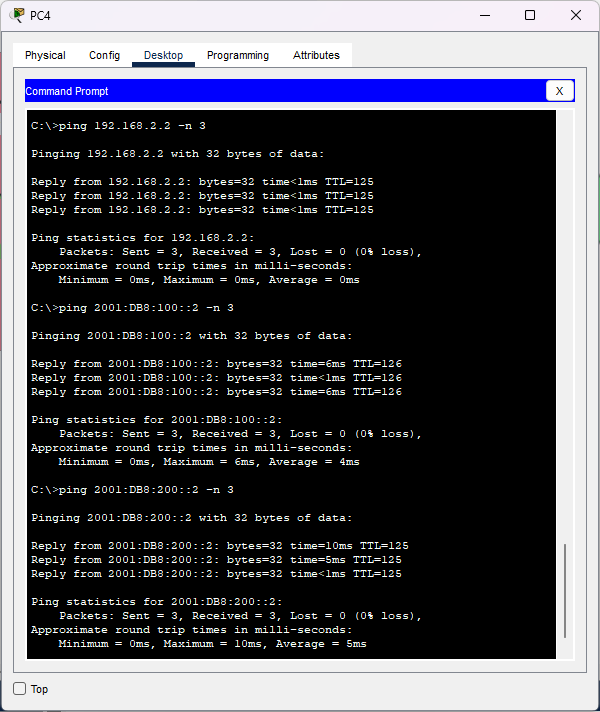 PC4
Physical Config Desktop Programming Attributes
Command Prompt X
C:\>ping 192.168.2.2 -n 3
Pinging 192.168.2.2 with 32 bytes of data:
Reply from 192.168.2.2: bytes=32 time<1ms TTL=125
Reply from 192.168.2.2: bytes=32 time<1ms TTL=125
Reply from 192.168.2.2: bytes=32 time<1ms TTL=125
Ping statistics for 192.168.2.2:
Packets: Sent = 3, Received = 3, Lost = 0 (0% loss),
Approximate round trip times in milli-seconds:
Minimum = 0ms, Maximum = 0ms, Average = 0ms
C:\>ping 2001:DB8:100::2 -n 3
Pinging 2001:DB8:100::2 with 32 bytes of data:
Reply from 2001:DB8:100::2: bytes=32 time=6ms TTL=126
Reply from 2001:DB8:100::2: bytes=32 time<1ms TTL=126
Reply from 2001:DB8:100::2: bytes=32 time=6ms TTL=126
Ping statistics for 2001:DB8:100::2:
Packets: Sent = 3, Received = 3, Lost = 0 (0% loss),
Approximate round trip times in milli-seconds:
Minimum = 0ms, Maximum = 6ms, Average = 4ms
C:\>ping 2001:DB8:200::2 -n 3
Pinging 2001:DB8:200::2 with 32 bytes of data:
Reply from 2001:DB8:200::2: bytes=32 time=10ms TTL=125
Reply from 2001:DB8:200::2: bytes=32 time=5ms TTL=125
Reply from 2001:DB8:200::2: bytes=32 time<1ms TTL=125
Ping statistics for 2001:DB8:200::2:
Packets: Sent = 3, Received = 3, Lost = 0 (0% loss),
Approximate round trip times in milli-seconds:
Minimum = 0ms, Maximum = 10ms, Average = 5ms
Top